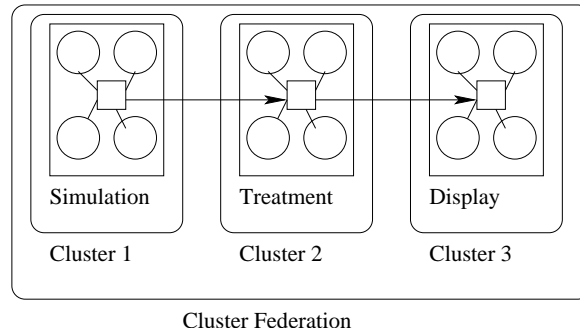 Simulation
Treatment
Display
Cluster 1
Cluster 2
Cluster 3
Cluster Federation